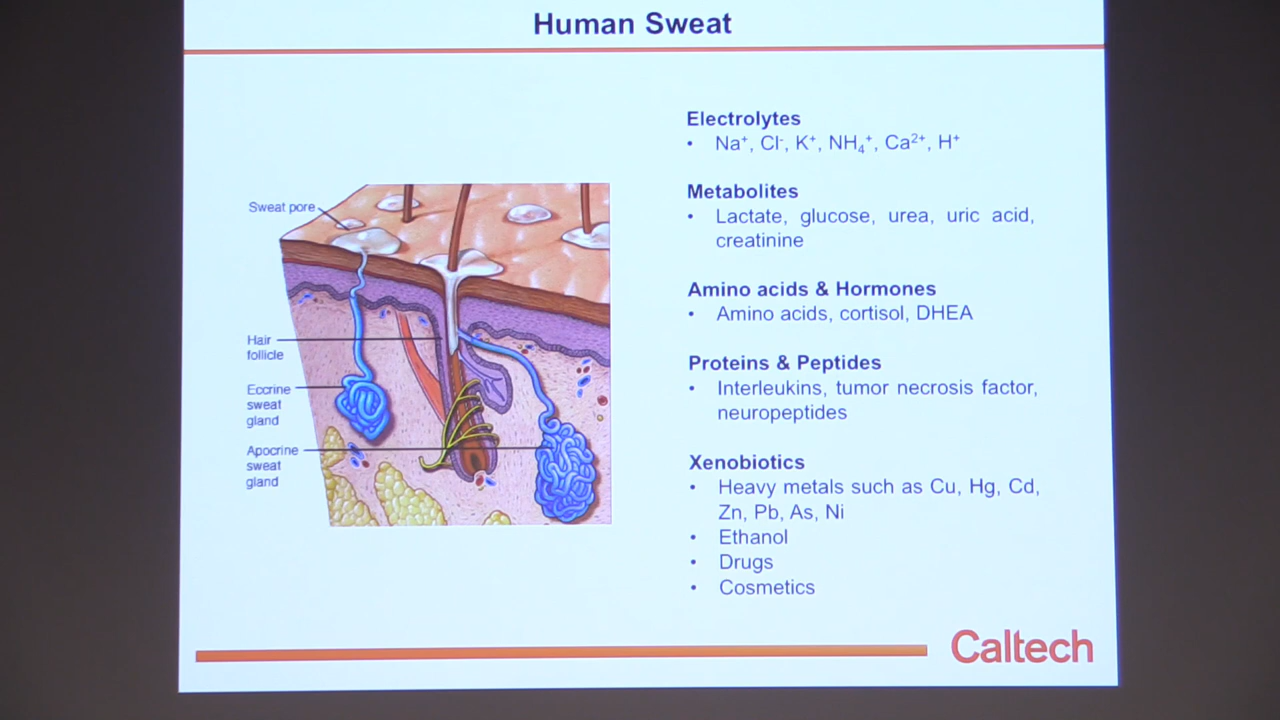 Human Sweat
Sweat pore
Hair
follicle
Eccrine
sweat
gland
Apocrine
sweat
gland
Electrolytes
• Na⁺, Cl⁻, K⁺, NH₄⁺, Ca²⁺, H⁺
Metabolites
• Lactate, glucose, urea, uric acid,
creatinine
Amino acids & Hormones
• Amino acids, cortisol, DHEA
Proteins & Peptides
• Interleukins, tumor necrosis factor,
neuropeptides
Xenobiotics
• Heavy metals such as Cu, Hg, Cd,
Zn, Pb, As, Ni
• Ethanol
• Drugs
• Cosmetics
Caltech